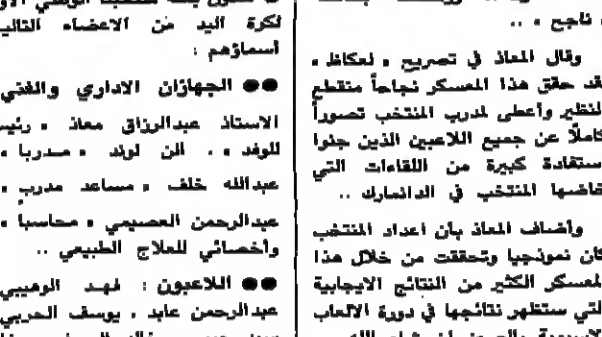 لكرة اليد من الاعضاء التالية
أسماؤهم :
●● الجهازان الاداري والفني
الاستاذ عبدالرزاق معاذ « رئيس
للوفد » . الن لوند « مدربا »
عبدالله خلف « مساعد مدرب »
عبدالرحمن العصيمي « محاسباً »
وأخصائي للعلاج الطبيعي ..
●● اللاعبون : فهد الوهيبي
عبدالرحمن عابد . يوسف الحربي
ناجح » ..
وقال المعاذ في تصريح « لعكاظ »
لقد حقق هذا المعسكر نجاحاً منقطع
النظير وأعطى لمدرب المنتخب تصوراً
كاملاً عن جميع اللاعبين الذين جنوا
استفادة كبيرة من اللقاءات التي
خاضها المنتخب في الدانمارك ..
وأضاف المعاذ بأن اعداد المنتخب
كان نموذجيا وتحققت من خلال هذا
المعسكر الكثير من النتائج الايجابية
التي ستظهر نتائجها في دورة الالعاب